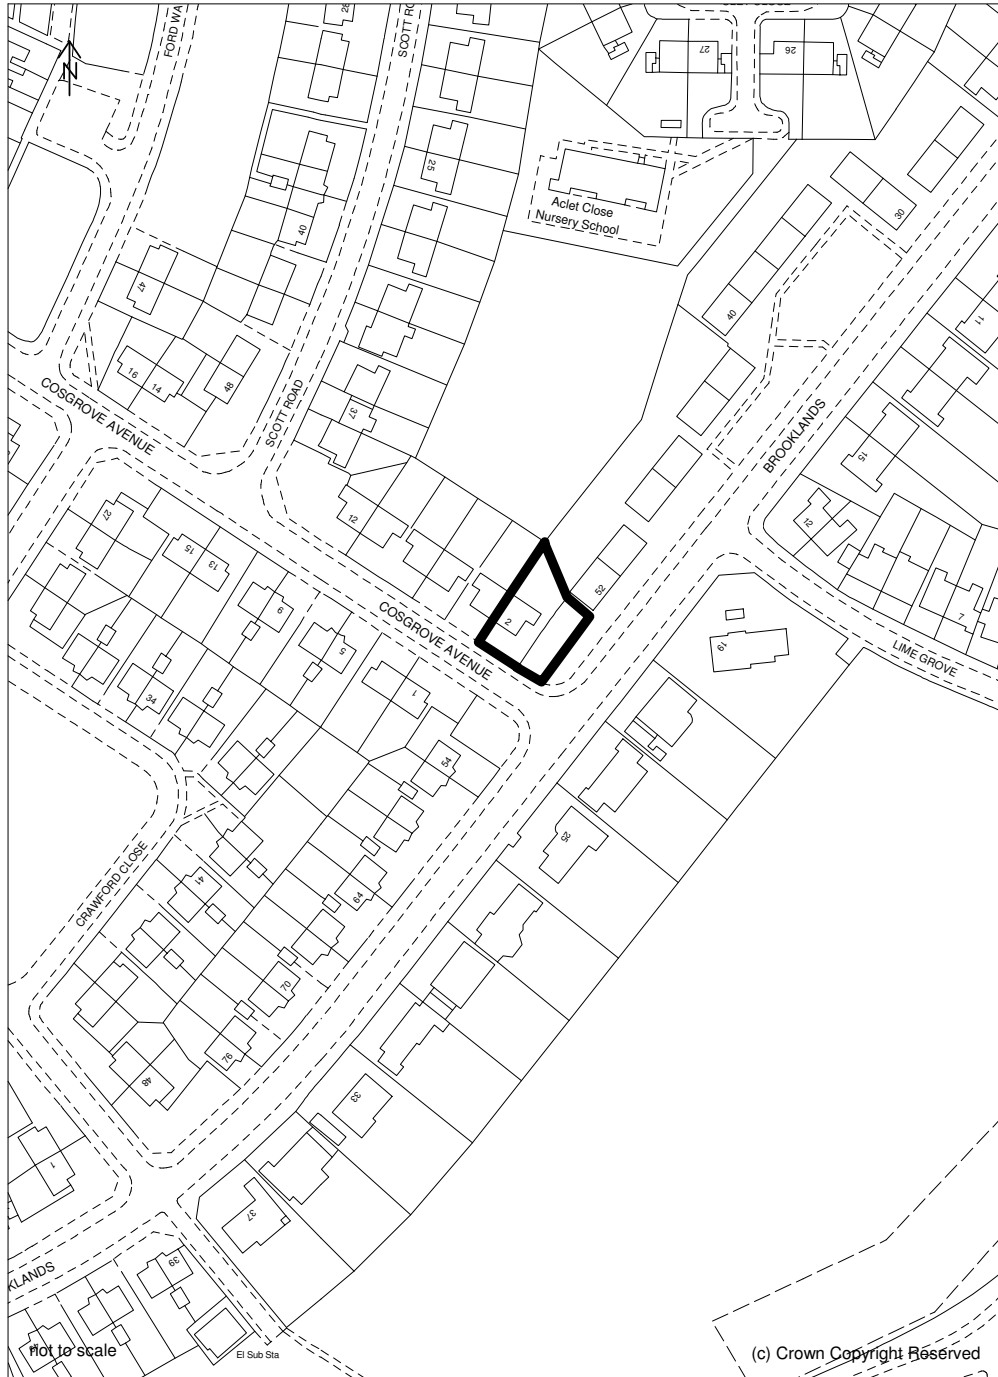 28
FORD WA
SCOTT RO
27
26
N
25
30
Aclet Close
Nursery School
40
47
40
11
16
14
48
COSGROVE AVENUE
SCOTT ROAD
37
BROOKLANDS
15
27
12
12
15
13
52
9
2
7
COSGROVE AVENUE
5
19
LIME GROVE
34
1
54
25
CRAWFORD CLOSE
41
64
70
76
48
33
1
37
39
KLANDS
not to scale
El Sub Sta
(c) Crown Copyright Reserved